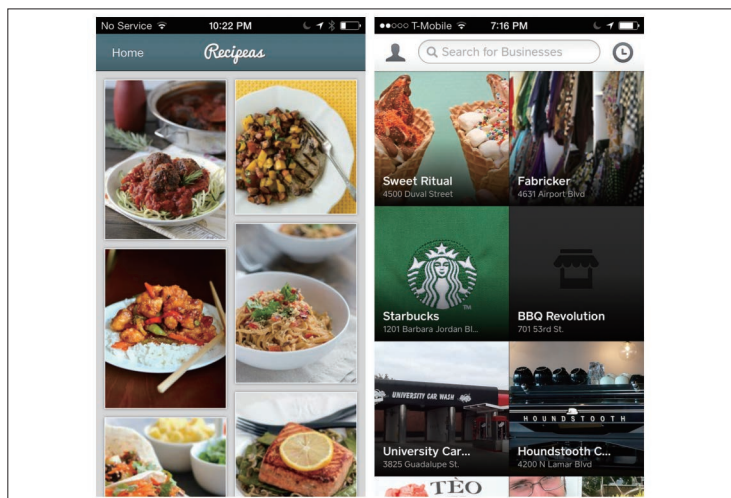 No Service 10:22 PM
Home Recipeas
T-Mobile 7:16 PM
Search for Businesses
Sweet Ritual
4500 Duval Street
Fabricker
4631 Airport Blvd
Starbucks
1201 Barbara Jordan Bl...
BBQ Revolution
701 53rd St.
UNIVERSITY CAR WASH
University Car...
3825 Guadalupe St.
HOUNDSTOOTH
Houndstooth C...
4200 N Lamar Blvd
TÈO